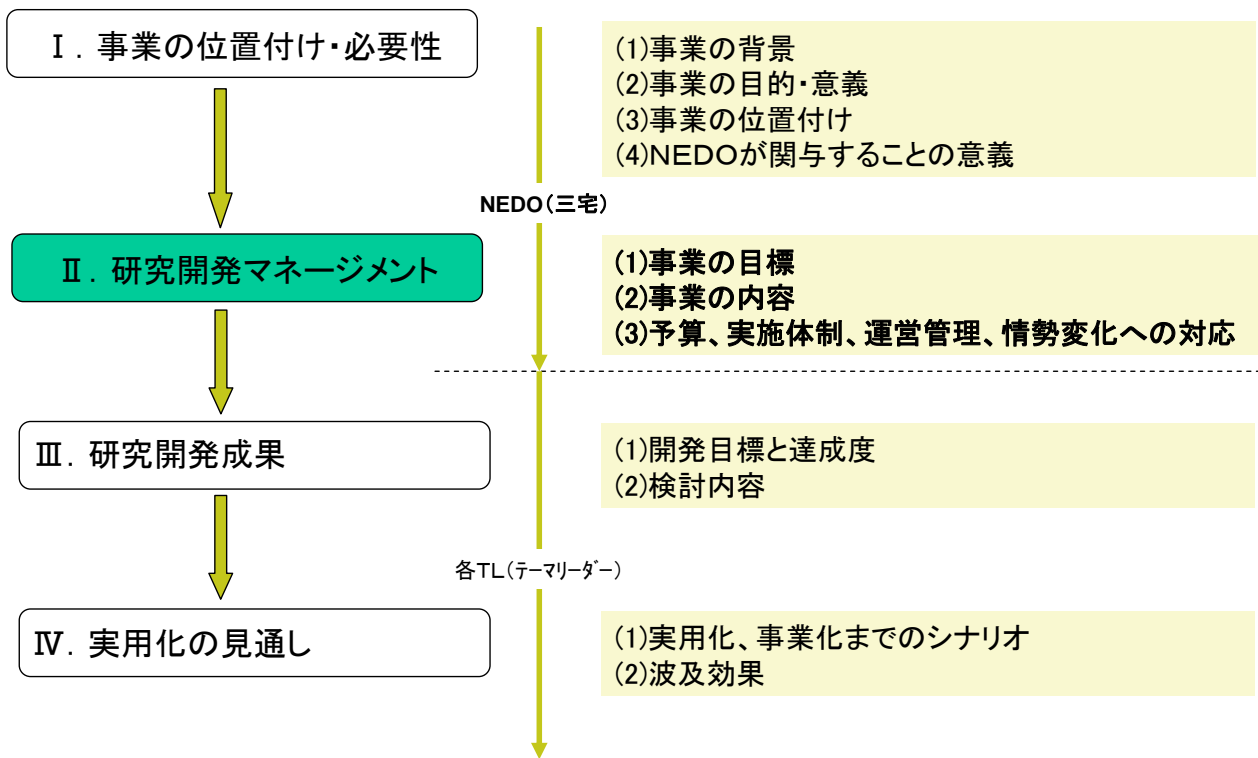 Ⅰ. 事業の位置付け・必要性
(1)事業の背景
(2)事業の目的・意義
(3)事業の位置付け
(4)NEDOが関与することの意義
NEDO(三宅)
Ⅱ. 研究開発マネージメント
(1)事業の目標
(2)事業の内容
(3)予算、実施体制、運営管理、情勢変化への対応
Ⅲ. 研究開発成果
(1)開発目標と達成度
(2)検討内容
各TL(ﾃｰﾏﾘｰﾀﾞｰ)
Ⅳ. 実用化の見通し
(1)実用化、事業化までのシナリオ
(2)波及効果